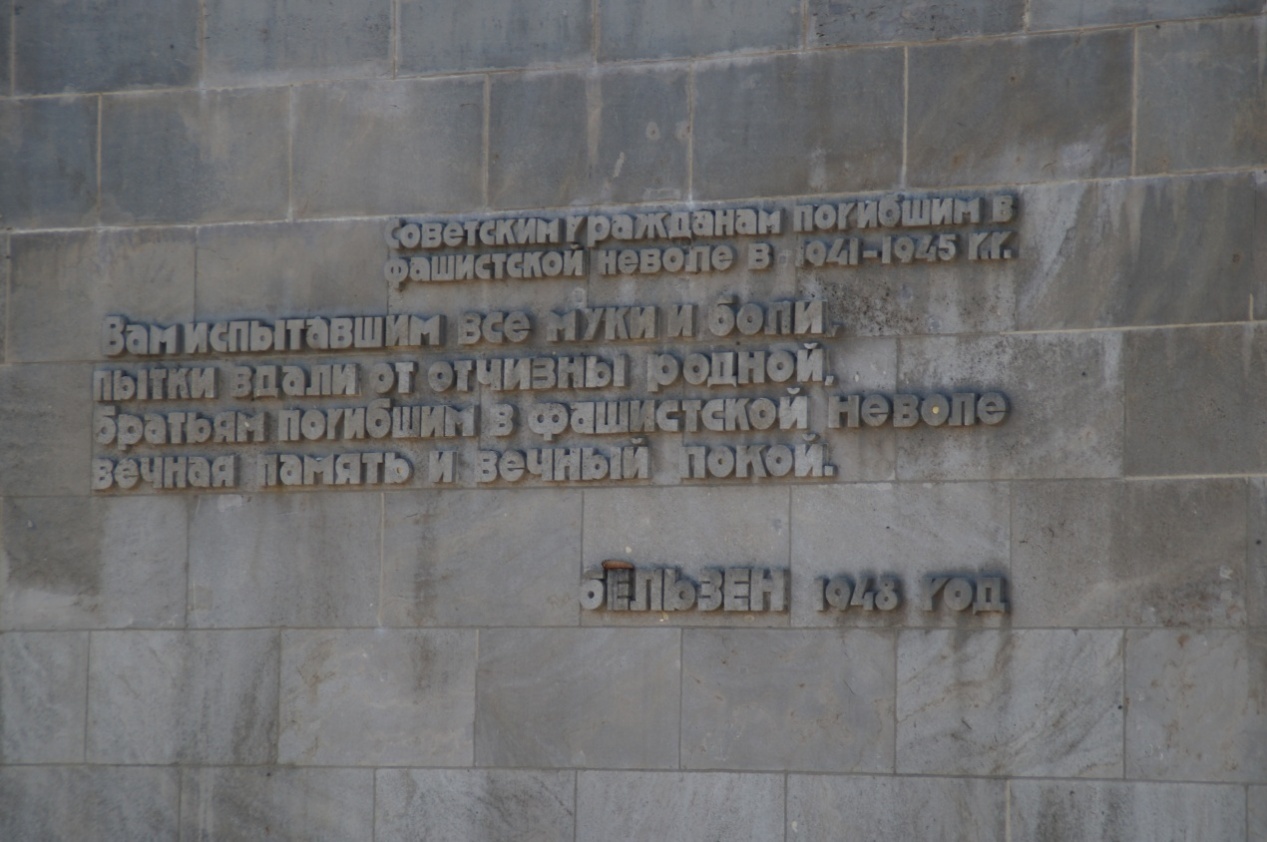 Советским гражданам погибшим в
фашистской неволе в 1941-1945 г.г.
Вам испытавшим все муки и боли,
пытки вдали от отчизны родной,
братьям погибшим в фашистской неволе
вечная память и вечный покой.
БЕЛЬЗЕН 1948 год